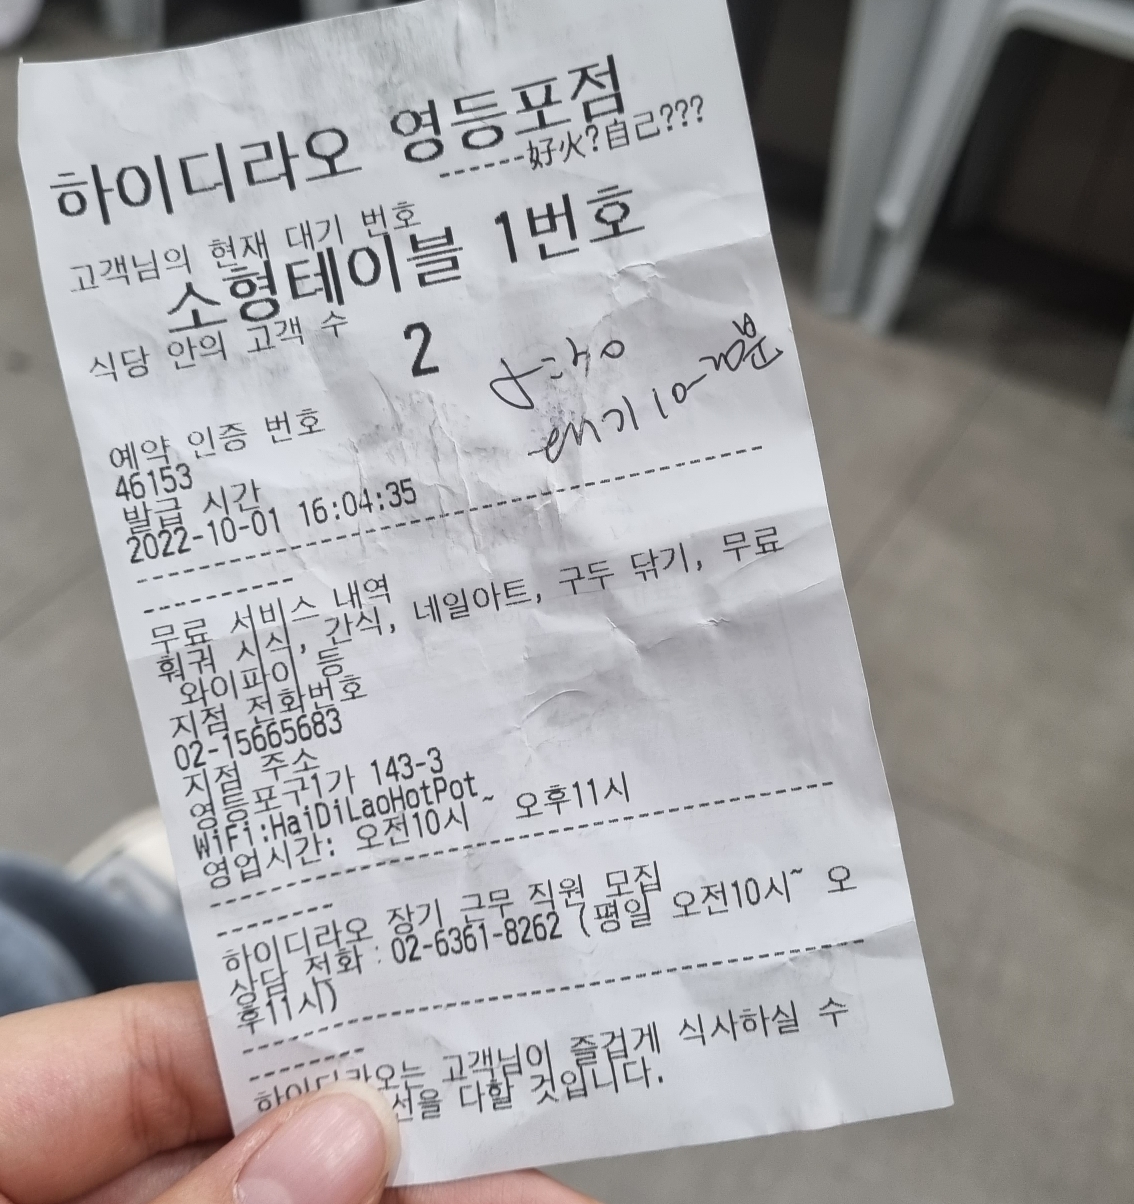 하이디라오 영등포점
------好火?自己???
고객님의 현재 대기 번호
소형테이블 1번호
식당 안의 고객 수
2
대기 10~20분
예약 인증 번호
46153
발급 시간
2022-10-01 16:04:35
무료 서비스 내역
훠궈 시식, 간식, 네일아트, 구두 닦기, 무료
와이파이 등
지점 전화번호
02-15665683
지점 주소
영등포구1가 143-3
WiFi:HaiDiLaoHotPot
영업시간: 오전10시~ 오후11시
하이디라오 장기 근무 직원 모집
상담 전화: 02-6361-8262 (평일 오전10시~ 오
후11시)
하이디라오는 고객님이 즐겁게 식사하실 수
선을 다할 것입니다.